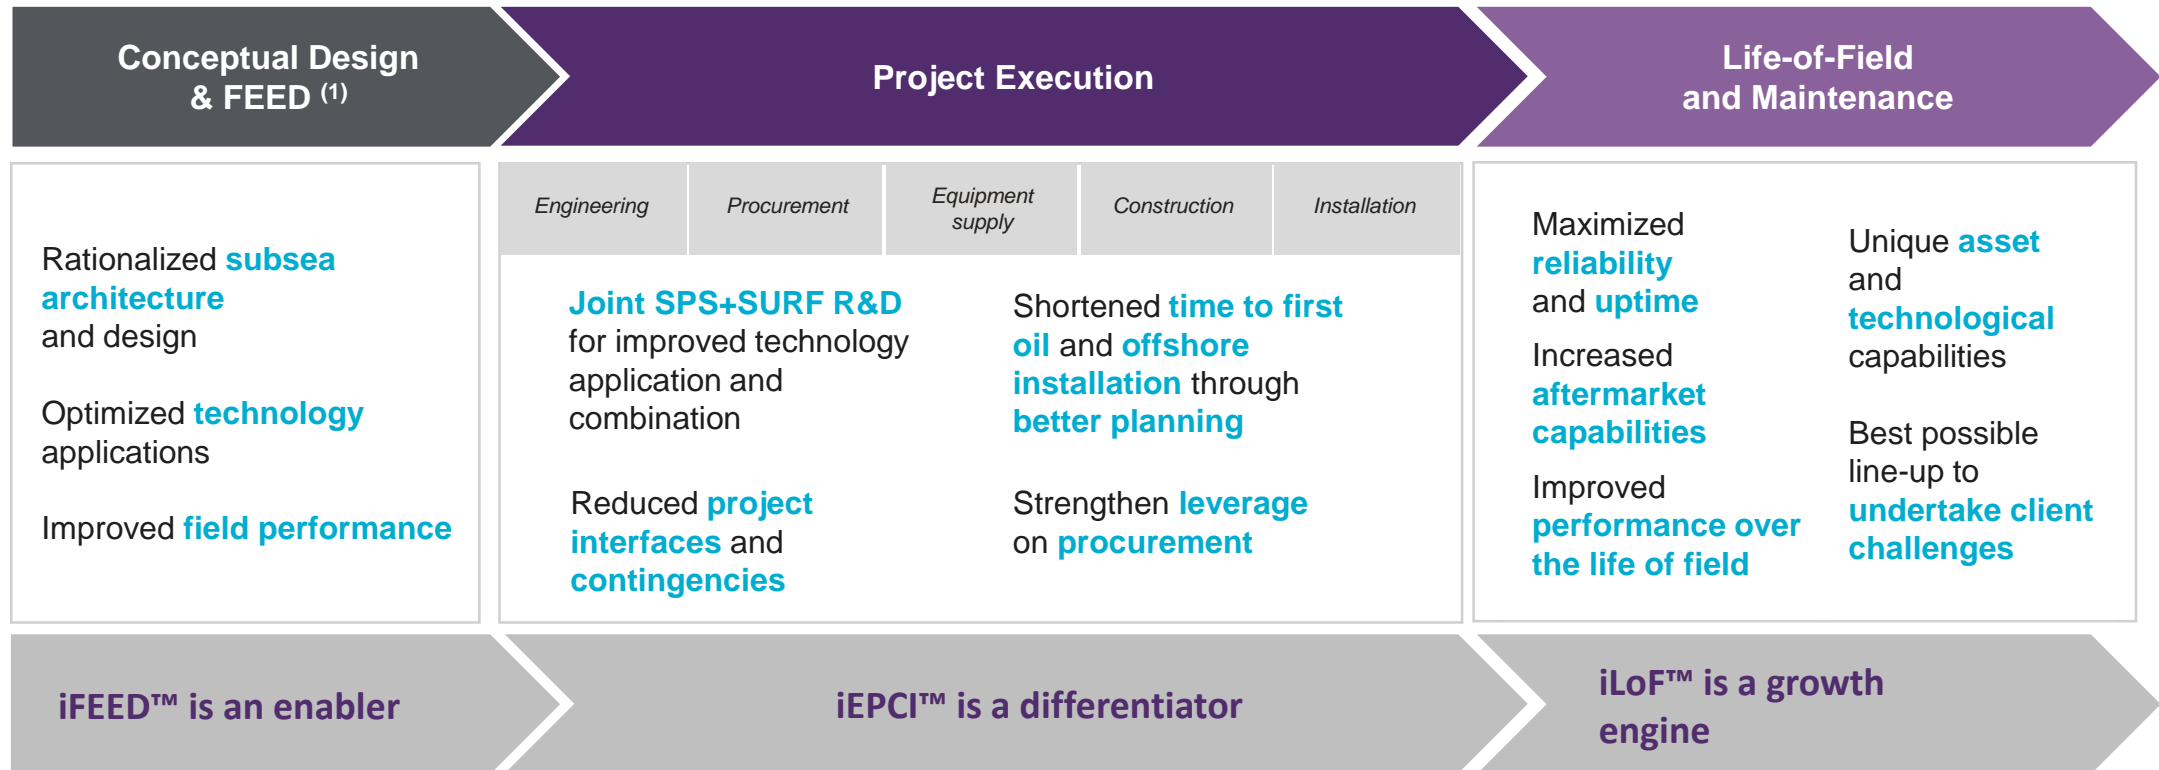 Conceptual Design
& FEED (1)
Project Execution
Life-of-Field
and Maintenance
Rationalized subsea
architecture
and design
Optimized technology
applications
Improved field performance
Engineering
Procurement
Equipment
supply
Construction
Installation
Joint SPS+SURF R&D
for improved technology
application and
combination
Reduced project
interfaces and
contingencies
Shortened time to first
oil and offshore
installation through
better planning
Strengthen leverage
on procurement
Maximized
reliability
and uptime
Increased
aftermarket
capabilities
Improved
performance over
the life of field
Unique asset
and
technological
capabilities
Best possible
line-up to
undertake client
challenges
iFEED™ is an enabler
iEPCI™ is a differentiator
iLoF™ is a growth
engine